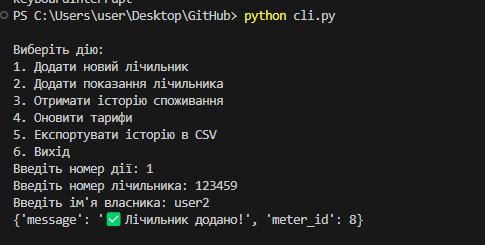 KeyboardInterrupt
PS C:\Users\user\Desktop\GitHub> python cli.py
Виберіть дію:
1. Додати новий лічильник
2. Додати показання лічильника
3. Отримати історію споживання
4. Оновити тарифи
5. Експортувати історію в CSV
6. Вихід
Введіть номер дії: 1
Введіть номер лічильника: 123459
Введіть ім'я власника: user2
{'message': '✅ Лічильник додано!', 'meter_id': 8}